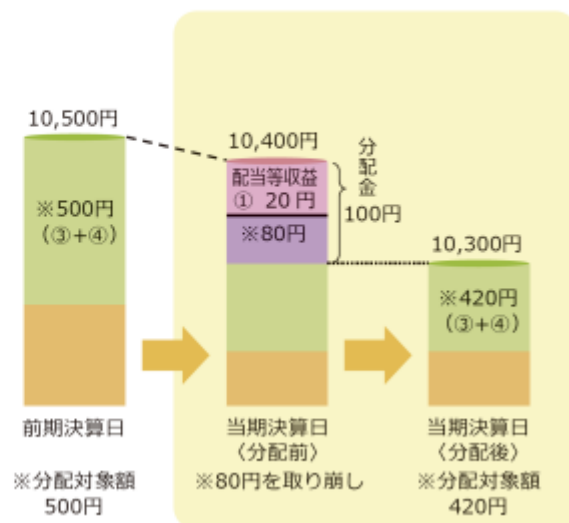 10,500円
※500円
(③+④)
前期決算日
※分配対象額
500円
10,400円
配当等収益
① 20円
※80円
分配金
100円
当期決算日
〈分配前〉
※80円を取り崩し
10,300円
※420円
(③+④)
当期決算日
〈分配後〉
※分配対象額
420円